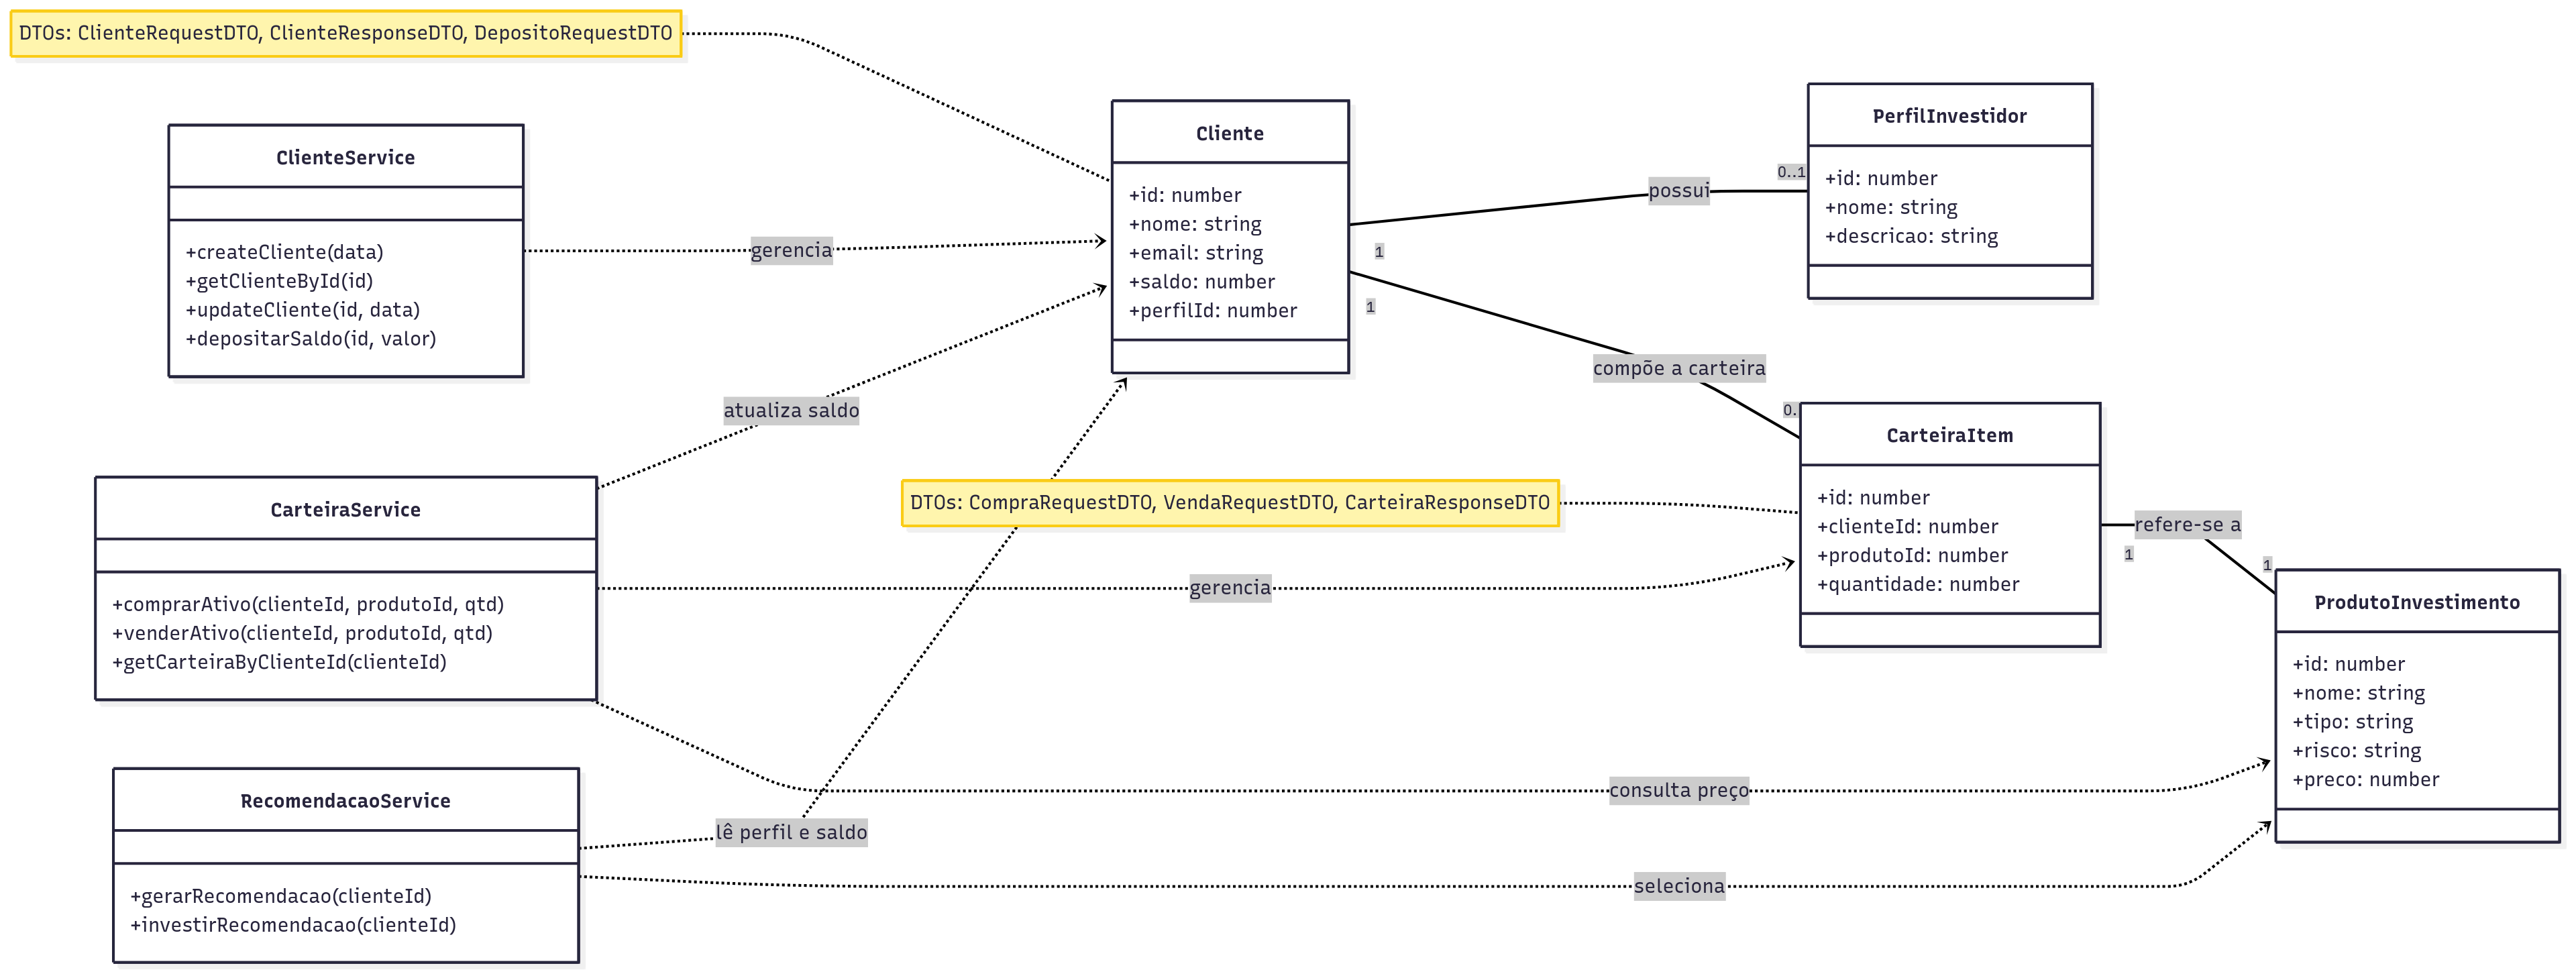 DTOs: ClienteRequestDTO, ClienteResponseDTO, DepositoRequestDTO
ClienteService
+createCliente(data)
+getClienteById(id)
+updateCliente(id, data)
+depositarSaldo(id, valor)
gerencia
Cliente
+id: number
+nome: string
+email: string
+saldo: number
+perfilId: number
possui
1
0..1
PerfilInvestidor
+id: number
+nome: string
+descricao: string
1
compõe a carteira
0..
atualiza saldo
CarteiraService
+comprarAtivo(clienteId, produtoId, qtd)
+venderAtivo(clienteId, produtoId, qtd)
+getCarteiraByClienteId(clienteId)
DTOs: CompraRequestDTO, VendaRequestDTO, CarteiraResponseDTO
gerencia
CarteiraItem
+id: number
+clienteId: number
+produtoId: number
+quantidade: number
refere-se a
1
1
ProdutoInvestimento
+id: number
+nome: string
+tipo: string
+risco: string
+preco: number
consulta preço
RecomendacaoService
+gerarRecomendacao(clienteId)
+investirRecomendacao(clienteId)
lê perfil e saldo
seleciona